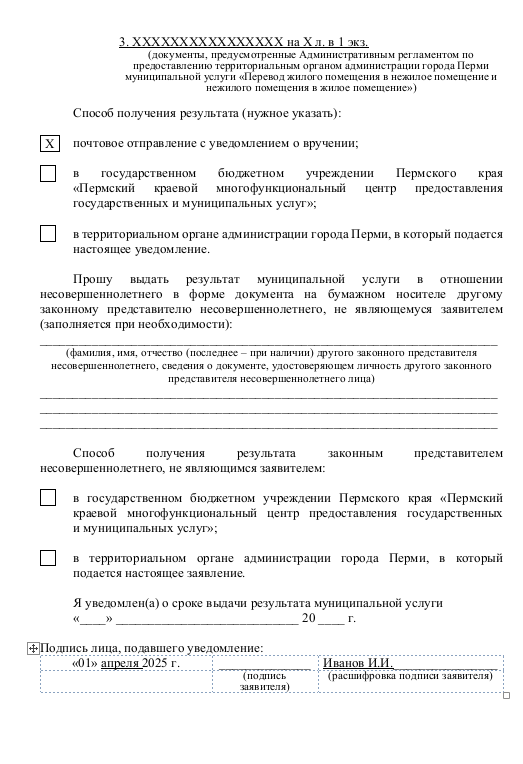 3. XXXXXXXXXXXXXXXX на X л. в 1 экз.
(документы, предусмотренные Административным регламентом по
предоставлению территориальным органом администрации города Перми
муниципальной услуги «Перевод жилого помещения в нежилое помещение и
нежилого помещения в жилое помещение»)
Способ получения результата (нужное указать):
X почтовое отправление с уведомлением о вручении;
в государственном бюджетном учреждении Пермского края
«Пермский краевой многофункциональный центр предоставления
государственных и муниципальных услуг»;
в территориальном органе администрации города Перми, в который подается
настоящее уведомление.
Прошу выдать результат муниципальной услуги в отношении
несовершеннолетнего в форме документа на бумажном носителе другому
законному представителю несовершеннолетнего, не являющемуся заявителем
(заполняется при необходимости):
(фамилия, имя, отчество (последнее – при наличии) другого законного представителя
несовершеннолетнего, сведения о документе, удостоверяющем личность другого законного
представителя несовершеннолетнего лица)
Способ получения результата законным представителем
несовершеннолетнего, не являющимся заявителем:
в государственном бюджетном учреждении Пермского края «Пермский
краевой многофункциональный центр предоставления государственных
и муниципальных услуг»;
в территориальном органе администрации города Перми, в который
подается настоящее заявление.
Я уведомлен(а) о сроке выдачи результата муниципальной услуги
«____» ____________________________ 20 ____ г.
Подпись лица, подавшего уведомление:
«01» апреля 2025 г. _______________ Иванов И.И.
(подпись заявителя) (расшифровка подписи заявителя)